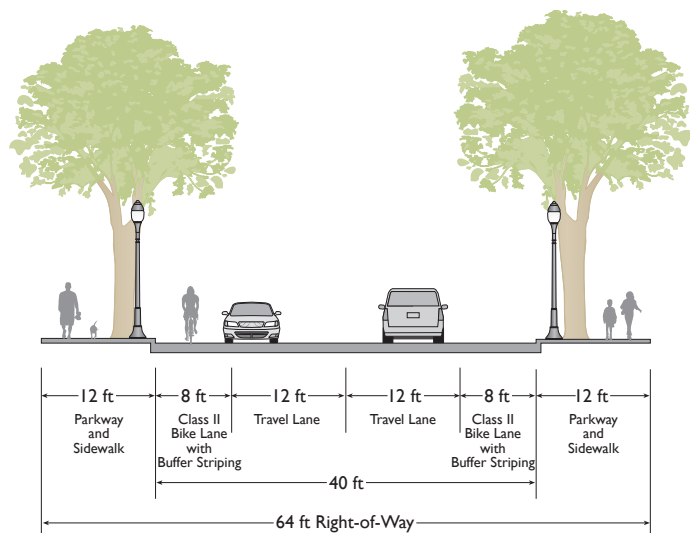 12 ft 8 ft 12 ft 12 ft 8 ft 12 ft
Parkway
and
Sidewalk
Class II
Bike Lane
with
Buffer Striping
Travel Lane
Travel Lane
Class II
Bike Lane
with
Buffer Striping
Parkway
and
Sidewalk
40 ft
64 ft Right-of-Way